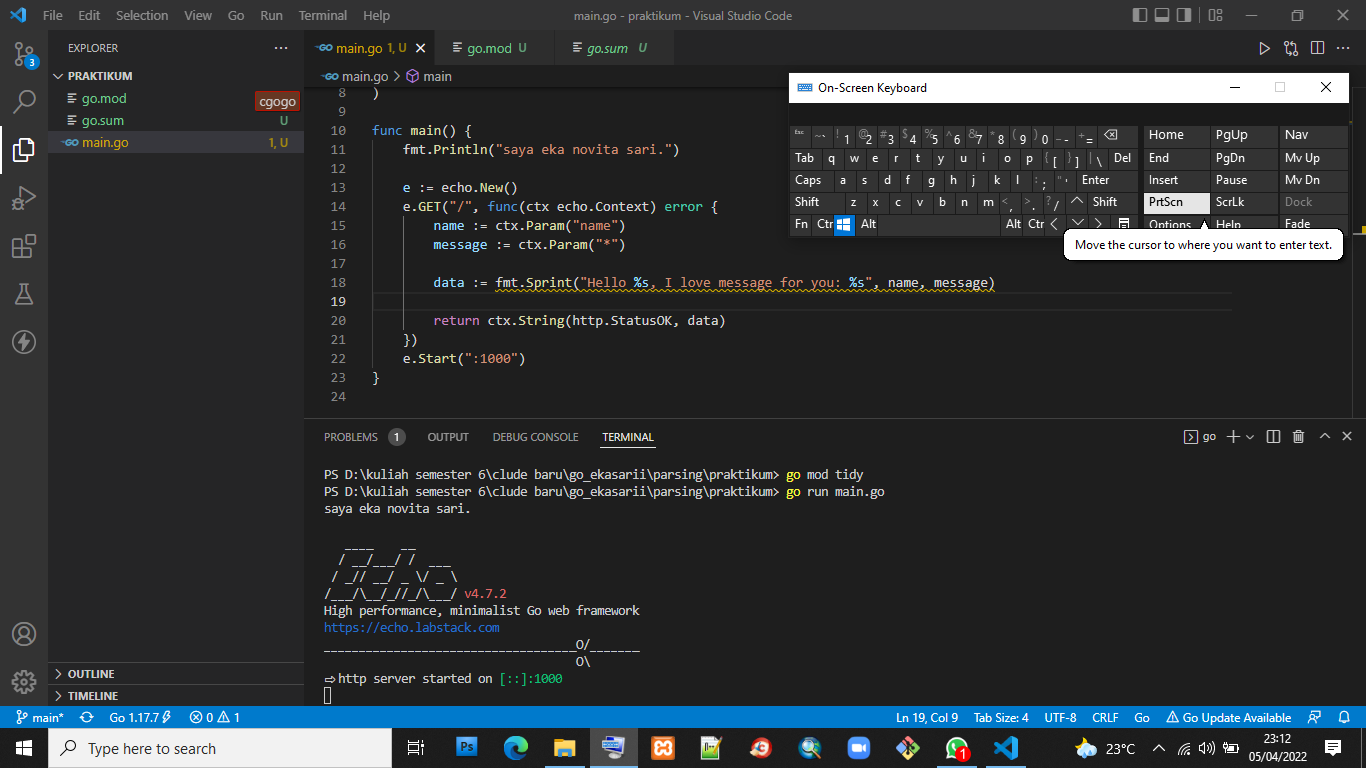 File Edit Selection View Go Run Terminal Help
main.go - praktikum - Visual Studio Code
EXPLORER
PRAKTIKUM
go.mod
cgogo
go.sum U
main.go 1, U
OUTLINE
TIMELINE
3
main.go 1, U
go.mod U
go.sum U
main.go > main
8 )
9
10 func main() {
11 fmt.Println("saya eka novita sari.")
12
13 e := echo.New()
14 e.GET("/", func(ctx echo.Context) error {
15 name := ctx.Param("name")
16 message := ctx.Param("*")
17
18 data := fmt.Sprint("Hello %s, I love message for you: %s", name, message)
19
20 return ctx.String(http.StatusOK, data)
21 })
22 e.Start(":1000")
23 }
24
On-Screen Keyboard
Esc ~ ` ! 1 @ 2 # 3 $ 4 % 5 ^ 6 & 7 * 8 ( 9 ) 0 _ - + = Home PgUp Nav
Tab q w e r t y u i o p { [ } ] | \ Del End PgDn Mv Up
Caps a s d f g h j k l : ; " ' Enter Insert Pause Mv Dn
Shift z x c v b n m < , > . ? / Shift PrtScn ScrLk Dock
Fn Ctr Alt Alt Ctr Options Help Fade
Move the cursor to where you want to enter text.
PROBLEMS 1 OUTPUT DEBUG CONSOLE TERMINAL
go
PS D:\kuliah semester 6\clude baru\go_ekasarii\parsing\praktikum> go mod tidy
PS D:\kuliah semester 6\clude baru\go_ekasarii\parsing\praktikum> go run main.go
saya eka novita sari.
   ____    __
  / __/___/ /  ___
 / _// __/ _ \/ _ \
/___/\__/_//_/\___/ v4.7.2
High performance, minimalist Go web framework
https://echo.labstack.com
____________________________________O/_______
                                    O\
⇨ http server started on [::]:1000
main* Go 1.17.7 0 1 Ln 19, Col 9 Tab Size: 4 UTF-8 CRLF Go Go Update Available
Type here to search
Ps
1
23°C
23:12
05/04/2022